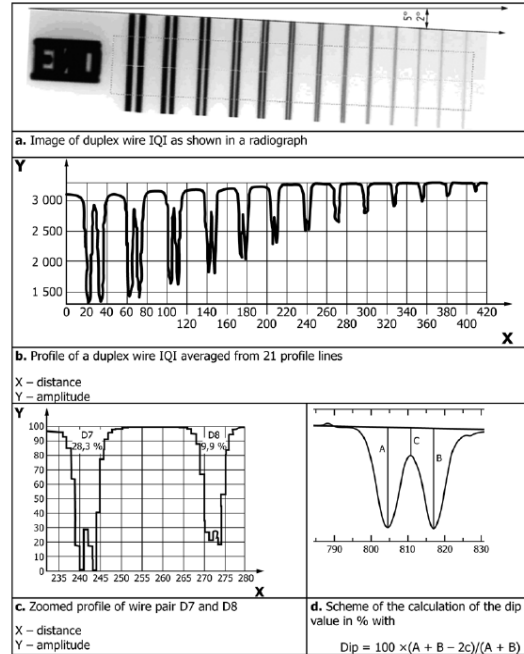 5°
2°
a. Image of duplex wire IQI as shown in a radiograph
Y
3 000
2 500
2 000
1 500
0 20 40 60 80 100 140 180 220 260 300 340 380 420
120 160 200 240 280 320 360 400
X
b. Profile of a duplex wire IQI averaged from 21 profile lines
X – distance
Y – amplitude
Y
100
90
80
70
60
50
40
30
20
10
0
D7
28,3 %
D8
9,9 %
235 240 245 250 255 260 265 270 275 280
X
A
C
B
790 800 810 820 830
c. Zoomed profile of wire pair D7 and D8
X – distance
Y – amplitude
d. Scheme of the calculation of the dip
value in % with
Dip = 100 ×(A + B – 2c)/(A + B)